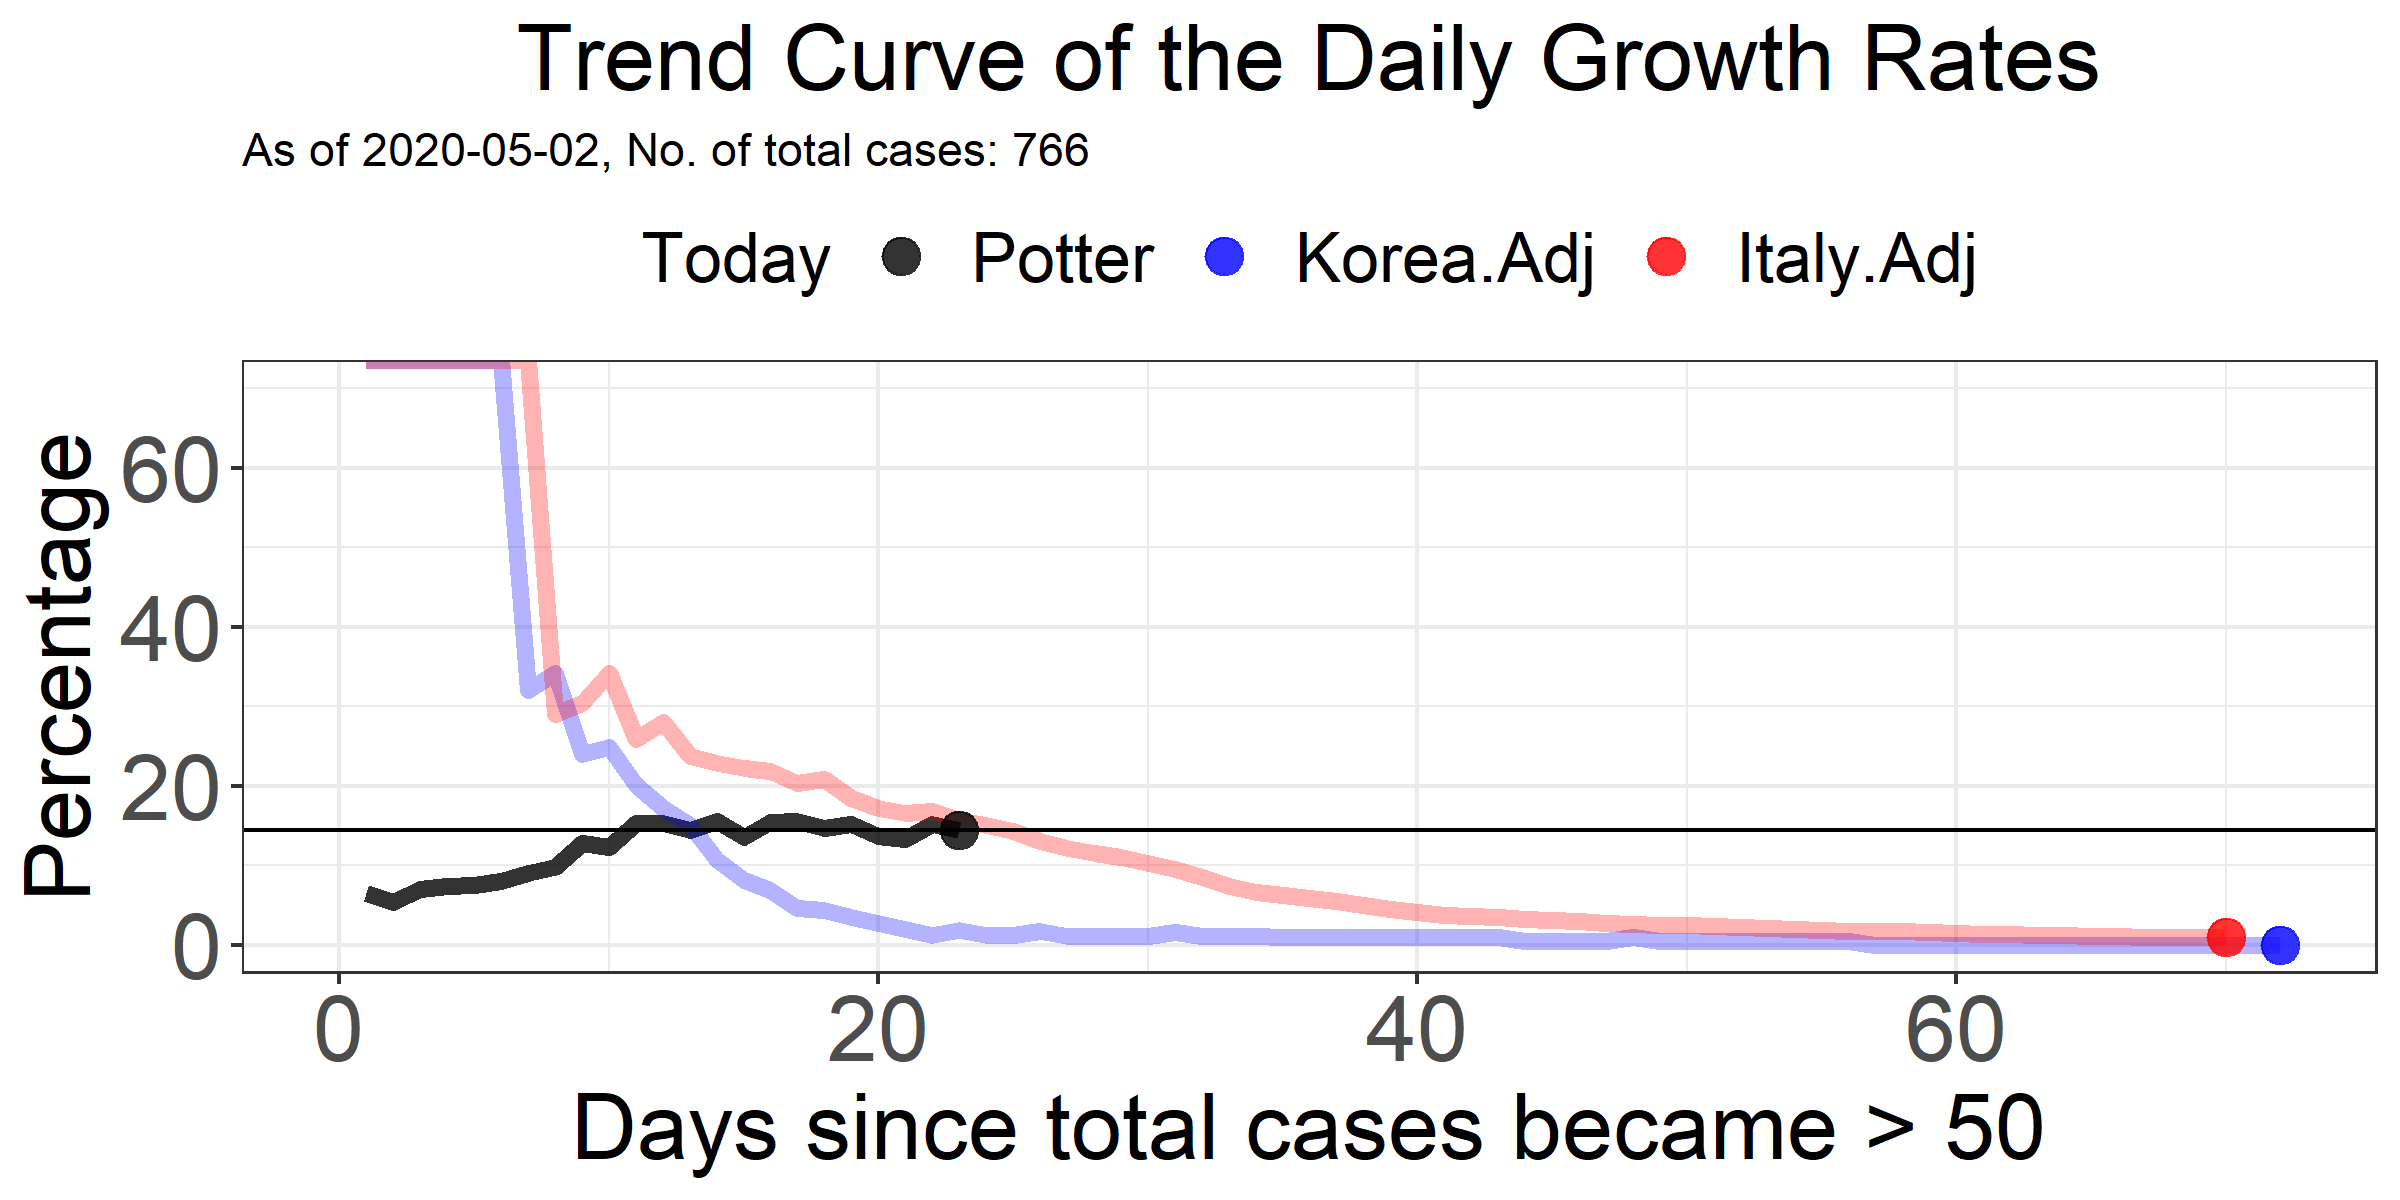 Trend Curve of the Daily Growth Rates
As of 2020-05-02, No. of total cases: 766
Today Potter Korea.Adj Italy.Adj
Percentage
60
40
20
0
0 20 40 60
Days since total cases became > 50